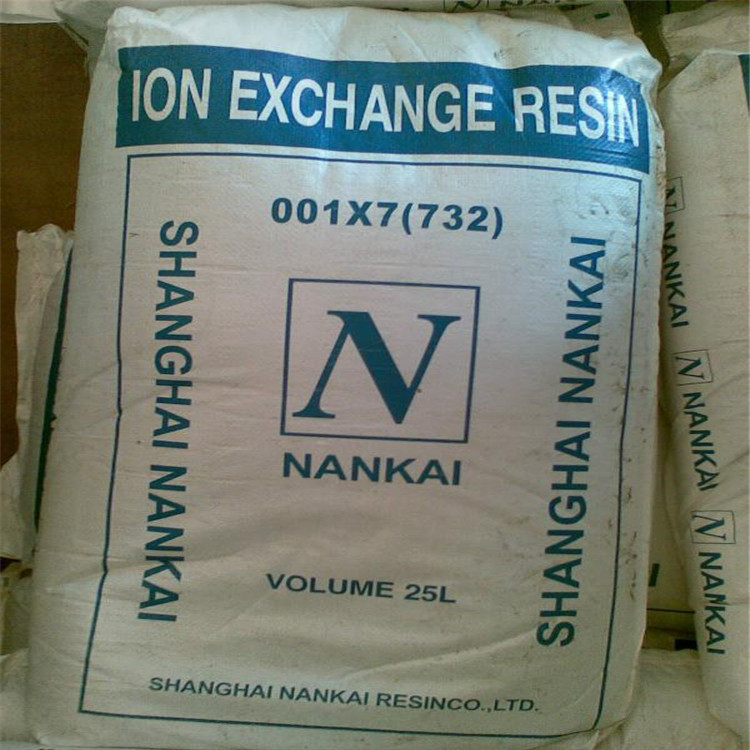 ION EXCHANGE RESIN
001X7(732)
SHANGHAI NANKAI
SHANGHAI NANKAI
N
NANKAI
VOLUME 25L
SHANGHAI NANKAI RESINCO.,LTD.
N NANKAI
N NANKAI
N NANKAI